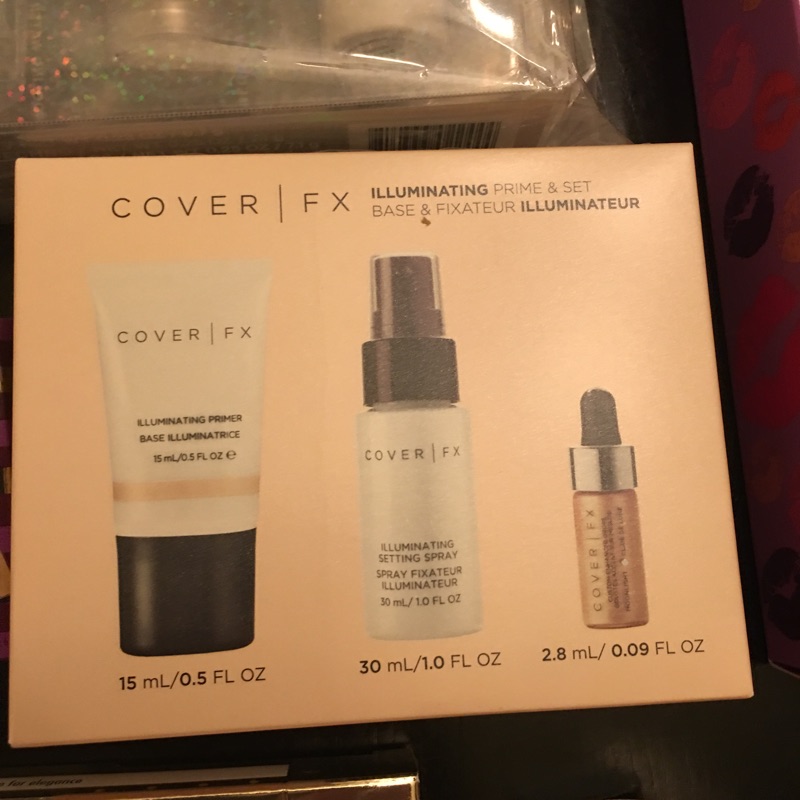 COVER | FX
ILLUMINATING PRIME & SET
BASE & FIXATEUR ILLUMINATEUR
COVER | FX
ILLUMINATING PRIMER
BASE ILLUMINATRICE
15 mL/0.5 FL OZ e
15 mL/0.5 FL OZ
COVER | FX
ILLUMINATING
SETTING SPRAY
SPRAY FIXATEUR
ILLUMINATEUR
30 mL/ 1.0 FL OZ
30 mL/1.0 FL OZ
COVER | FX
2.8 mL/ 0.09 FL OZ
for elegance